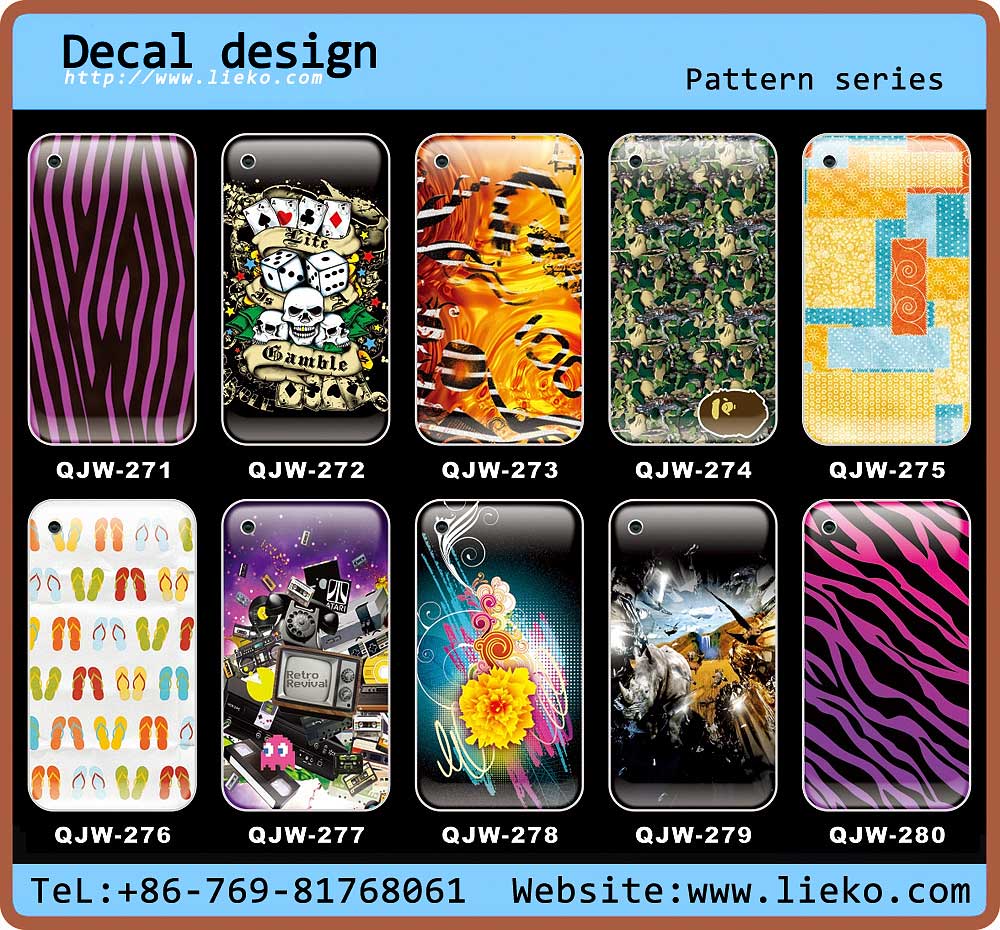 Decal design
http://www.lieko.com
Pattern series
Life
Is A
Gamble
QJW-271 QJW-272 QJW-273 QJW-274 QJW-275
ATARI
Retro
Revival
QJW-276 QJW-277 QJW-278 QJW-279 QJW-280
TeL:+86-769-81768061 Website:www.lieko.com